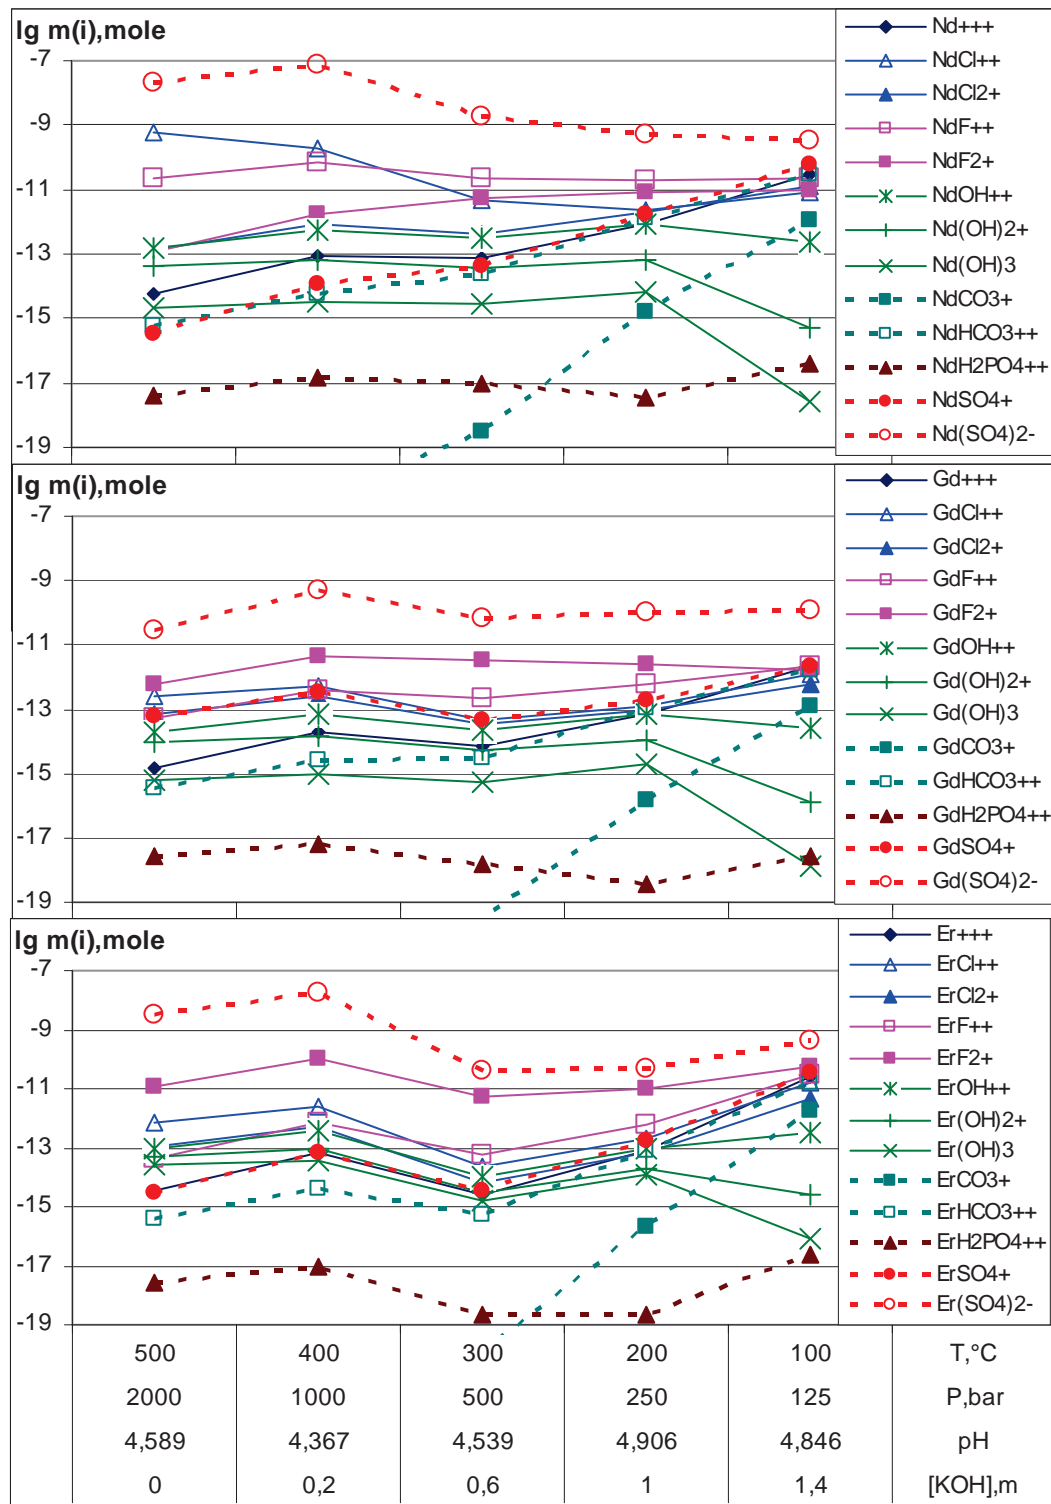 lg m(i),mole
-7
-9
-11
-13
-15
-17
-19
Nd+++
NdCl++
NdCl2+
NdF++
NdF2+
NdOH++
Nd(OH)2+
Nd(OH)3
NdCO3+
NdHCO3++
NdH2PO4++
NdSO4+
Nd(SO4)2-
lg m(i),mole
-7
-9
-11
-13
-15
-17
-19
Gd+++
GdCl++
GdCl2+
GdF++
GdF2+
GdOH++
Gd(OH)2+
Gd(OH)3
GdCO3+
GdHCO3++
GdH2PO4++
GdSO4+
Gd(SO4)2-
lg m(i),mole
-7
-9
-11
-13
-15
-17
-19
Er+++
ErCl++
ErCl2+
ErF++
ErF2+
ErOH++
Er(OH)2+
Er(OH)3
ErCO3+
ErHCO3++
ErH2PO4++
ErSO4+
Er(SO4)2-
500 400 300 200 100 T,°C
2000 1000 500 250 125 P,bar
4,589 4,367 4,539 4,906 4,846 pH
0 0,2 0,6 1 1,4 [KOH],m